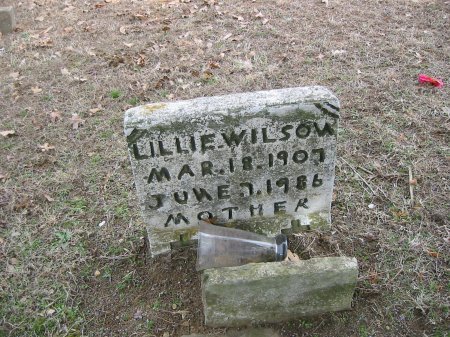 LILLIE.WILSON
MAR.18.1907
JUNE 7.1986
MOTHER